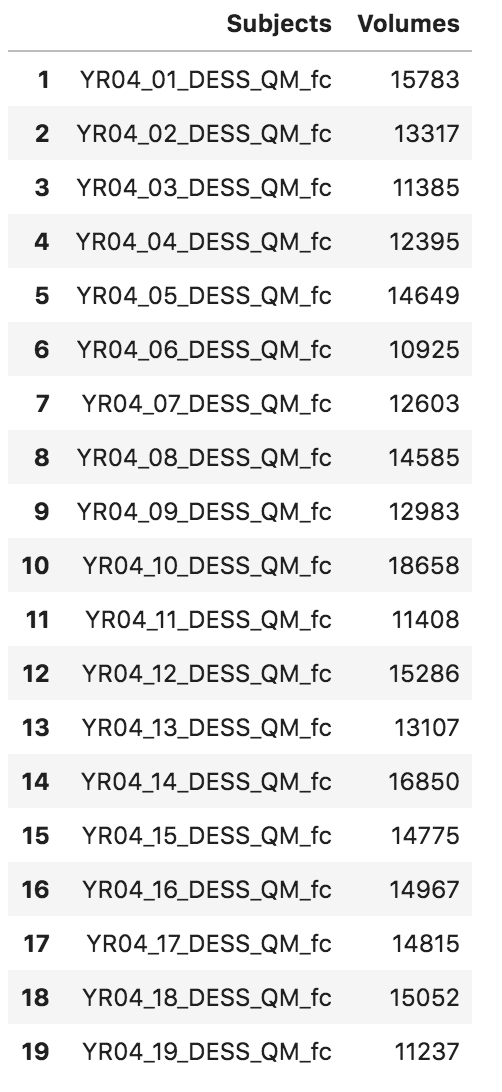 Subjects Volumes
1 YR04_01_DESS_QM_fc 15783
2 YR04_02_DESS_QM_fc 13317
3 YR04_03_DESS_QM_fc 11385
4 YR04_04_DESS_QM_fc 12395
5 YR04_05_DESS_QM_fc 14649
6 YR04_06_DESS_QM_fc 10925
7 YR04_07_DESS_QM_fc 12603
8 YR04_08_DESS_QM_fc 14585
9 YR04_09_DESS_QM_fc 12983
10 YR04_10_DESS_QM_fc 18658
11 YR04_11_DESS_QM_fc 11408
12 YR04_12_DESS_QM_fc 15286
13 YR04_13_DESS_QM_fc 13107
14 YR04_14_DESS_QM_fc 16850
15 YR04_15_DESS_QM_fc 14775
16 YR04_16_DESS_QM_fc 14967
17 YR04_17_DESS_QM_fc 14815
18 YR04_18_DESS_QM_fc 15052
19 YR04_19_DESS_QM_fc 11237